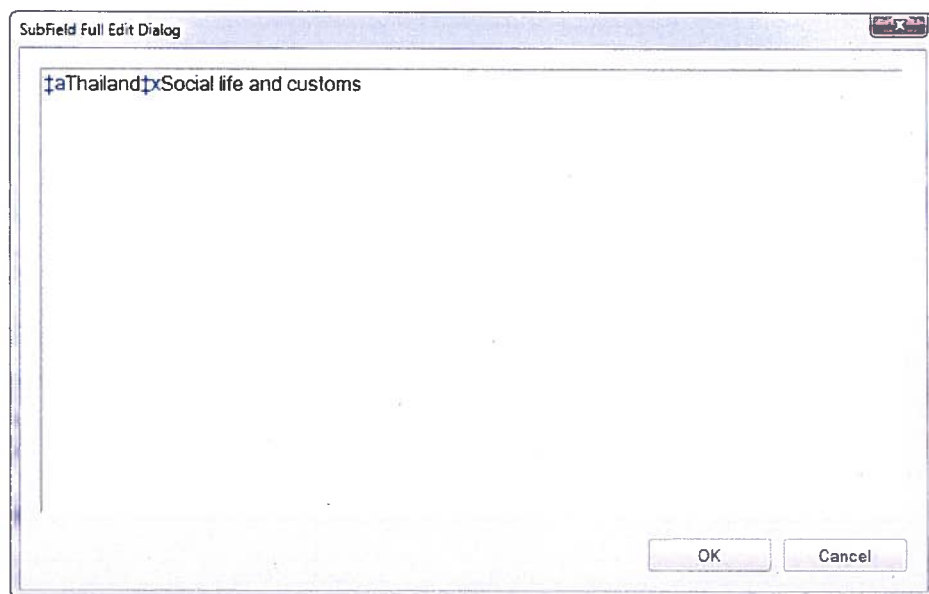 SubField Full Edit Dialog
‡aThailand‡xSocial life and customs
OK
Cancel